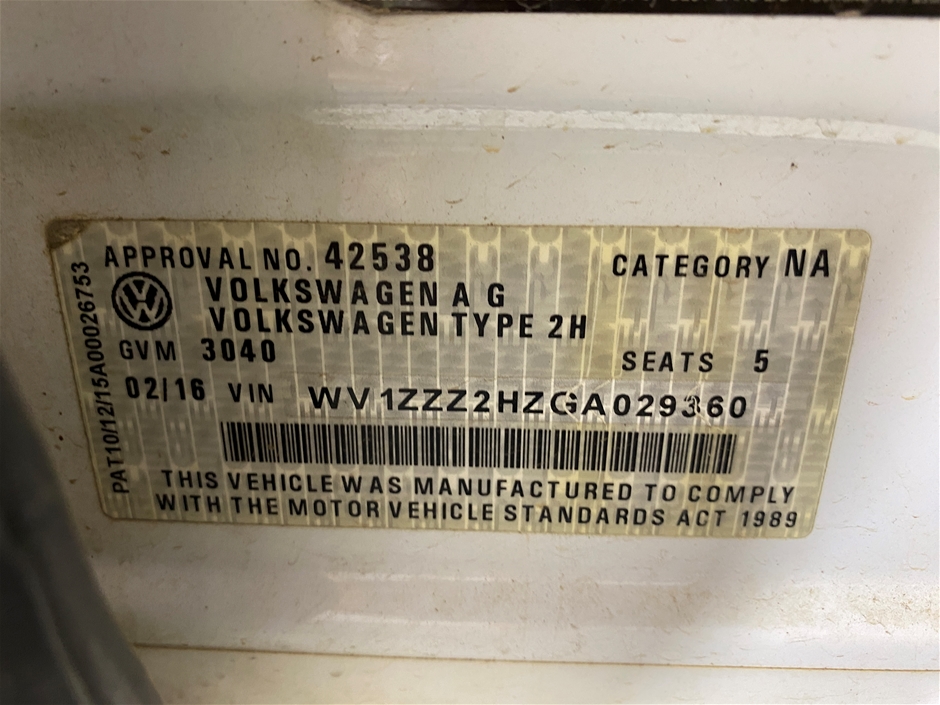 APPROVAL NO. 42538 CATEGORY NA
VOLKSWAGEN A G
VOLKSWAGEN TYPE 2H
GVM 3040 SEATS 5
02/16 VIN WV1ZZZ2HZGA029360
THIS VEHICLE WAS MANUFACTURED TO COMPLY
WITH THE MOTOR VEHICLE STANDARDS ACT 1989
PAT10/12/15A00026753